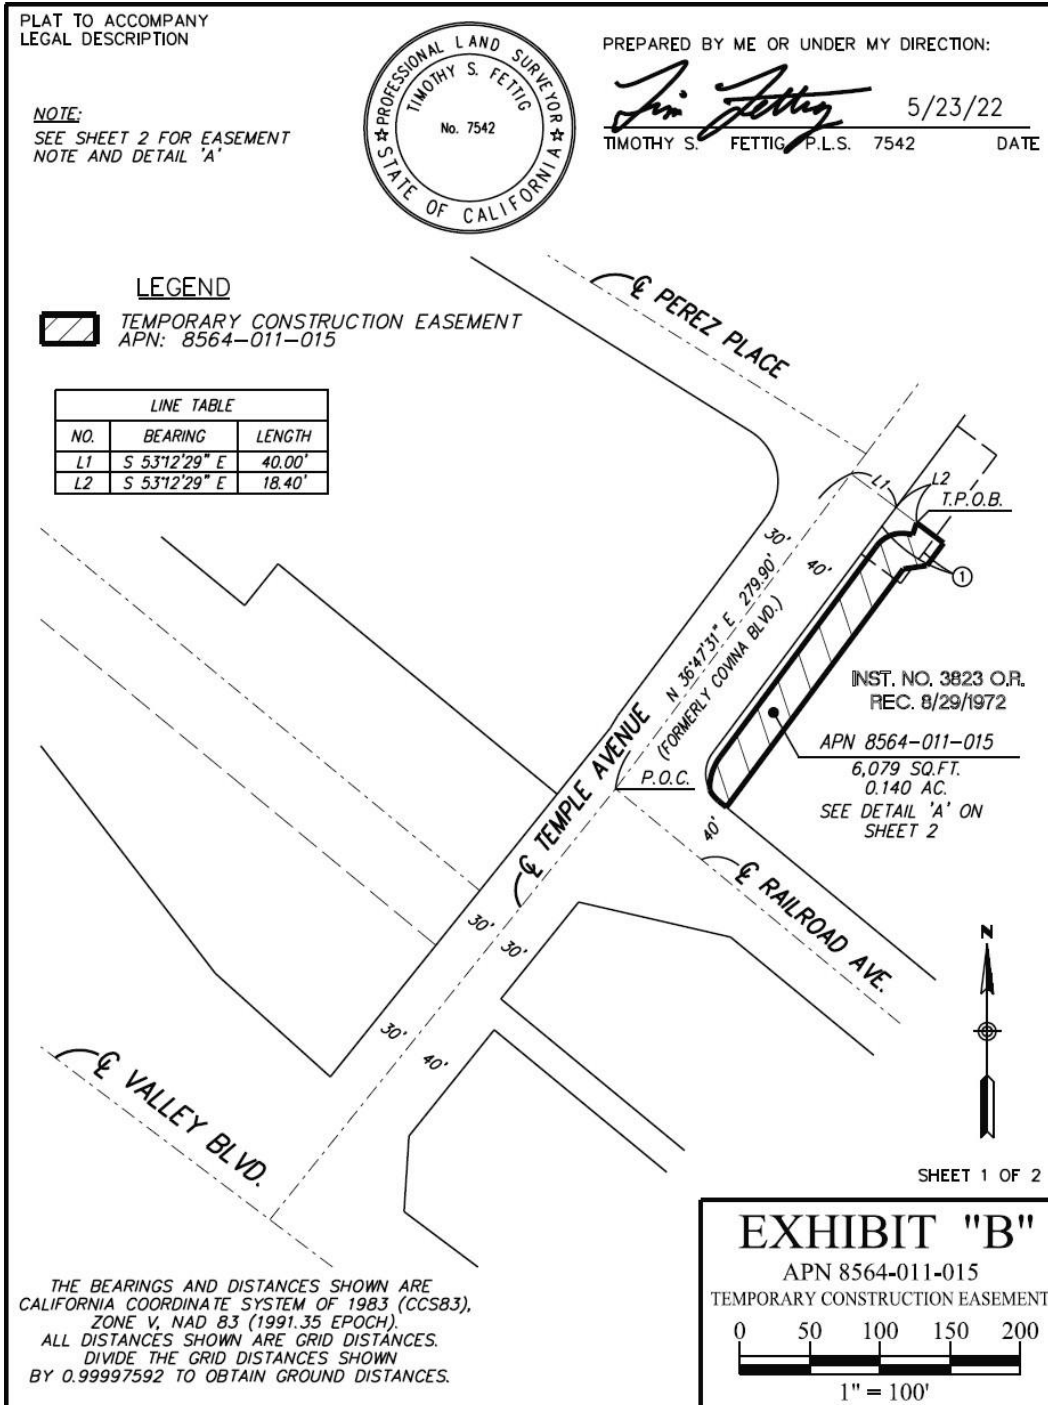 PLAT TO ACCOMPANY
LEGAL DESCRIPTION
NOTE:
SEE SHEET 2 FOR EASEMENT
NOTE AND DETAIL 'A'
PROFESSIONAL LAND SURVEYOR
TIMOTHY S. FETTIG
No. 7542
STATE OF CALIFORNIA
PREPARED BY ME OR UNDER MY DIRECTION:
Tim Fettig
5/23/22
TIMOTHY S. FETTIG P.L.S. 7542 DATE
LEGEND
TEMPORARY CONSTRUCTION EASEMENT
APN: 8564-011-015
LINE TABLE
NO. BEARING LENGTH
L1 S 53°12'29" E 40.00'
L2 S 53°12'29" E 18.40'
℄ PEREZ PLACE
L1
L2
T.P.O.B.
30'
40'
1
N 36°47'31" E 279.90'
(FORMERLY COVINA BLVD.)
℄ TEMPLE AVENUE
P.O.C.
INST. NO. 3823 O.R.
REC. 8/29/1972
APN 8564-011-015
6,079 SQ.FT.
0.140 AC.
SEE DETAIL 'A' ON
SHEET 2
40'
℄ RAILROAD AVE.
30'
30'
30'
40'
℄ VALLEY BLVD.
N
SHEET 1 OF 2
THE BEARINGS AND DISTANCES SHOWN ARE
CALIFORNIA COORDINATE SYSTEM OF 1983 (CCS83),
ZONE V, NAD 83 (1991.35 EPOCH).
ALL DISTANCES SHOWN ARE GRID DISTANCES.
DIVIDE THE GRID DISTANCES SHOWN
BY 0.99997592 TO OBTAIN GROUND DISTANCES.
EXHIBIT "B"
APN 8564-011-015
TEMPORARY CONSTRUCTION EASEMENT
0 50 100 150 200
1" = 100'